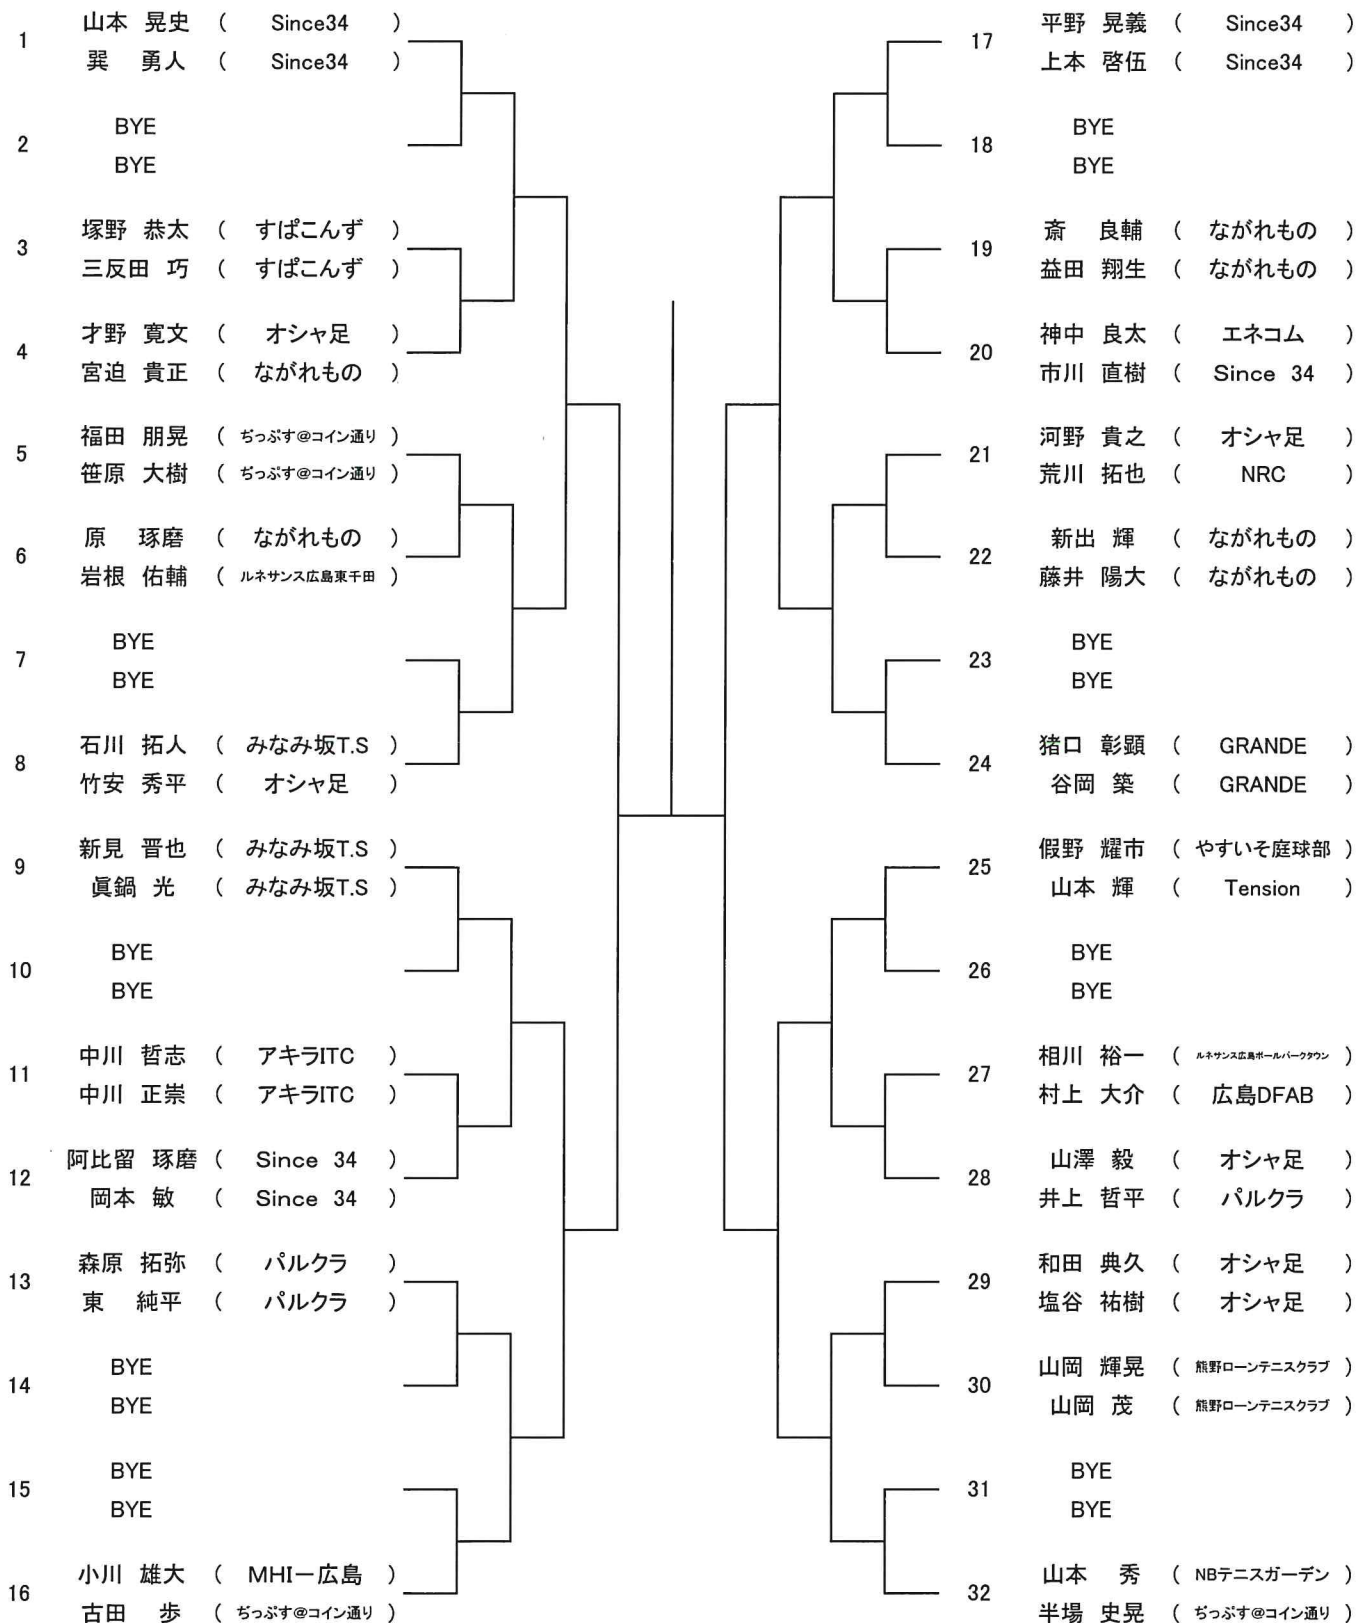 1
山本 晃史 ( Since34 )
巽 勇人 ( Since34 )
2
BYE
BYE
3
塚野 恭太 ( すぱこんず )
三反田 巧 ( すぱこんず )
4
才野 寛文 ( オシャ足 )
宮迫 貴正 ( ながれもの )
5
福田 朋晃 ( ぢっぷす@コイン通り )
笹原 大樹 ( ぢっぷす@コイン通り )
6
原 琢磨 ( ながれもの )
岩根 佑輔 ( ルネサンス広島東千田 )
7
BYE
BYE
8
石川 拓人 ( みなみ坂T.S )
竹安 秀平 ( オシャ足 )
9
新見 晋也 ( みなみ坂T.S )
眞鍋 光 ( みなみ坂T.S )
10
BYE
BYE
11
中川 哲志 ( アキラITC )
中川 正崇 ( アキラITC )
12
阿比留 琢磨 ( Since 34 )
岡本 敏 ( Since 34 )
13
森原 拓弥 ( パルクラ )
東 純平 ( パルクラ )
14
BYE
BYE
15
BYE
BYE
16
小川 雄大 ( MHI－広島 )
古田 歩 ( ぢっぷす@コイン通り )
17
平野 晃義 ( Since34 )
上本 啓伍 ( Since34 )
18
BYE
BYE
19
斎 良輔 ( ながれもの )
益田 翔生 ( ながれもの )
20
神中 良太 ( エネコム )
市川 直樹 ( Since 34 )
21
河野 貴之 ( オシャ足 )
荒川 拓也 ( NRC )
22
新出 輝 ( ながれもの )
藤井 陽大 ( ながれもの )
23
BYE
BYE
24
猪口 彰顕 ( GRANDE )
谷岡 築 ( GRANDE )
25
假野 耀市 ( やすいそ庭球部 )
山本 輝 ( Tension )
26
BYE
BYE
27
相川 裕一 ( ルネサンス広島ボールパークタウン )
村上 大介 ( 広島DFAB )
28
山澤 毅 ( オシャ足 )
井上 哲平 ( パルクラ )
29
和田 典久 ( オシャ足 )
塩谷 祐樹 ( オシャ足 )
30
山岡 輝晃 ( 熊野ローンテニスクラブ )
山岡 茂 ( 熊野ローンテニスクラブ )
31
BYE
BYE
32
山本 秀 ( NBテニスガーデン )
半場 史晃 ( ぢっぷす@コイン通り )